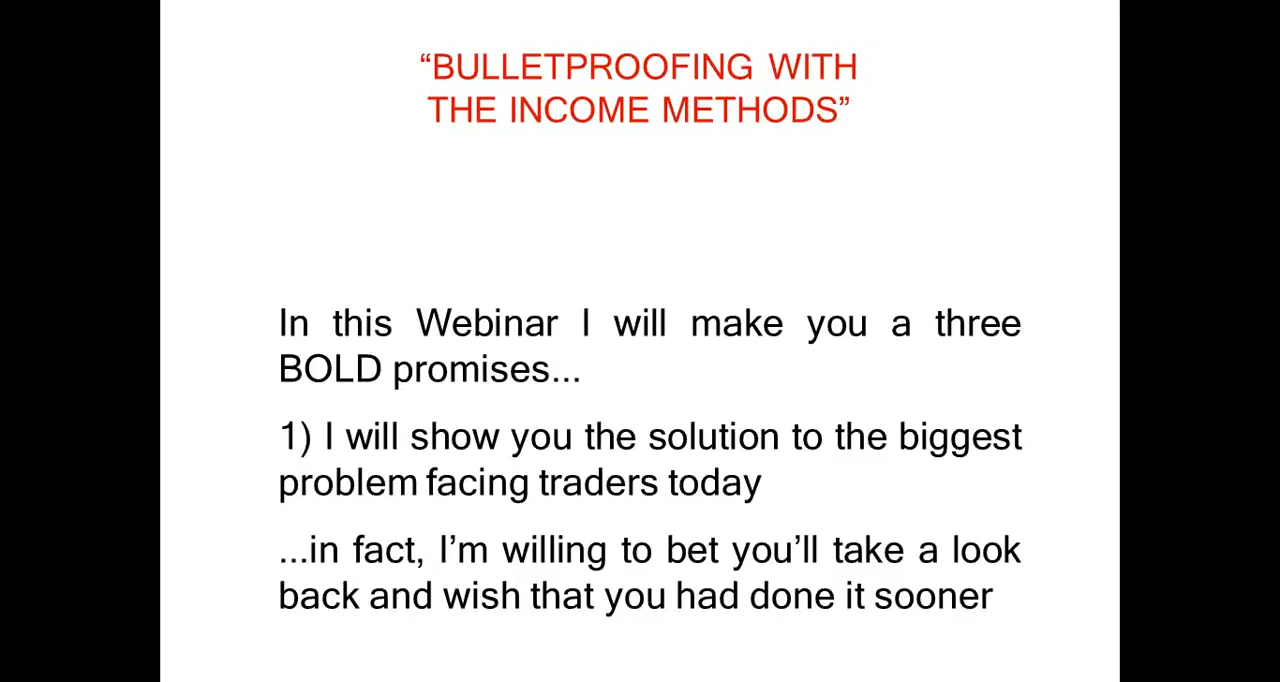 “BULLETPROOFING WITH
THE INCOME METHODS”
In this Webinar I will make you a three
BOLD promises...
1) I will show you the solution to the biggest
problem facing traders today
...in fact, I’m willing to bet you’ll take a look
back and wish that you had done it sooner